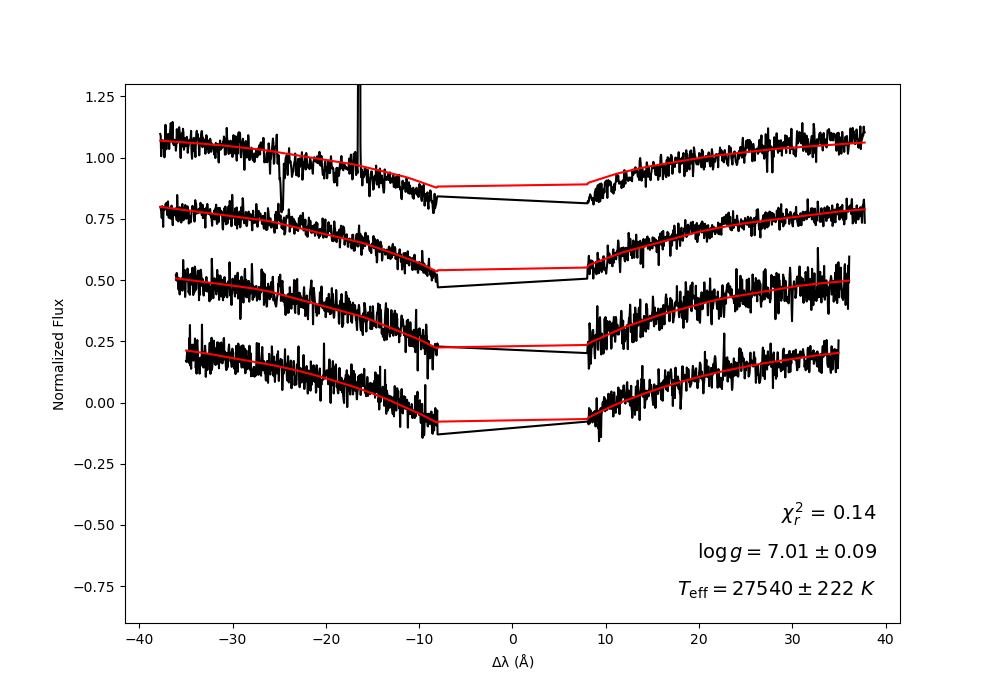 1.25
1.00
0.75
0.50
0.25
0.00
−0.25
−0.50
−0.75
Normalized Flux
χ²ᵣ = 0.14
log g = 7.01 ± 0.09
T_eff = 27540 ± 222 K
−40 −30 −20 −10 0 10 20 30 40
Δλ (Å)